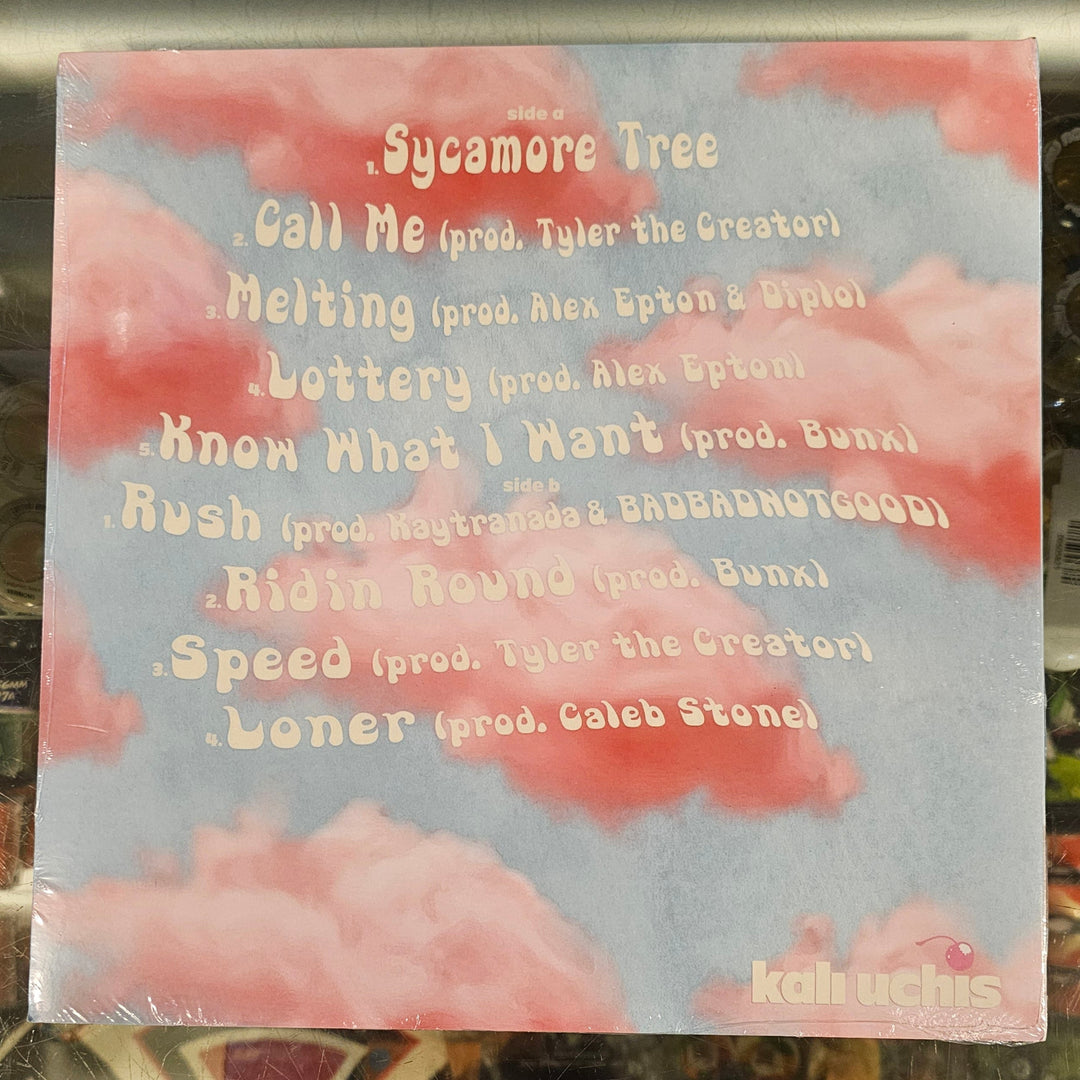 side a
1. Sycamore Tree
2. Call Me (prod. Tyler the Creator)
3. Melting (prod. Alex Epton & Diplo)
4. Lottery (prod. Alex Epton)
5. Know What I Want (prod. Bunx)
side b
1. Rush (prod. Kaytranada & BADBADNOTGOOD)
2. Ridin Round (prod. Bunx)
3. Speed (prod. Tyler the Creator)
4. Loner (prod. Caleb Stone)
kali uchis